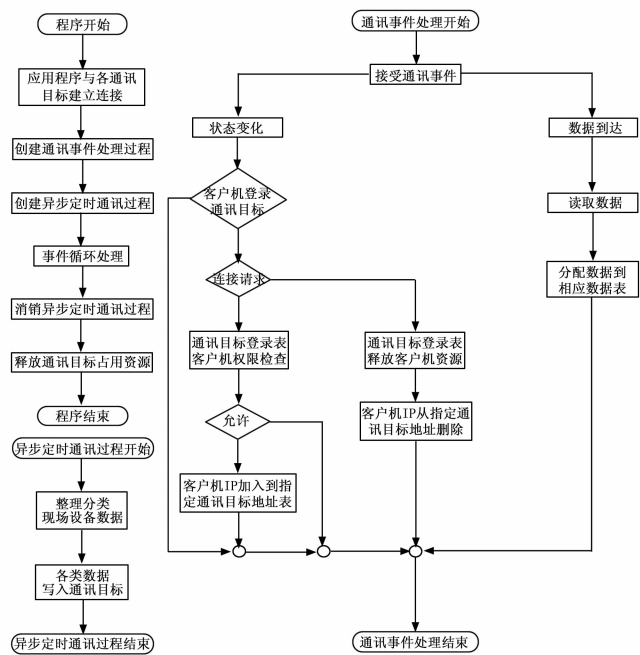 程序开始
应用程序与各通讯
目标建立连接
创建通讯事件处理过程
创建异步定时通讯过程
事件循环处理
消销异步定时通讯过程
释放通讯目标占用资源
程序结束
异步定时通讯过程开始
整理分类
现场设备数据
各类数据
写入通讯目标
异步定时通讯过程结束
通讯事件处理开始
接受通讯事件
状态变化
客户机登录
通讯目标
连接请求
通讯目标登录表
客户机权限检查
允许
客户机IP加入到指
定通讯目标地址表
通讯目标登录表
释放客户机资源
客户机IP从指定通
讯目标地址删除
数据到达
读取数据
分配数据到
相应数据表
通讯事件处理结束